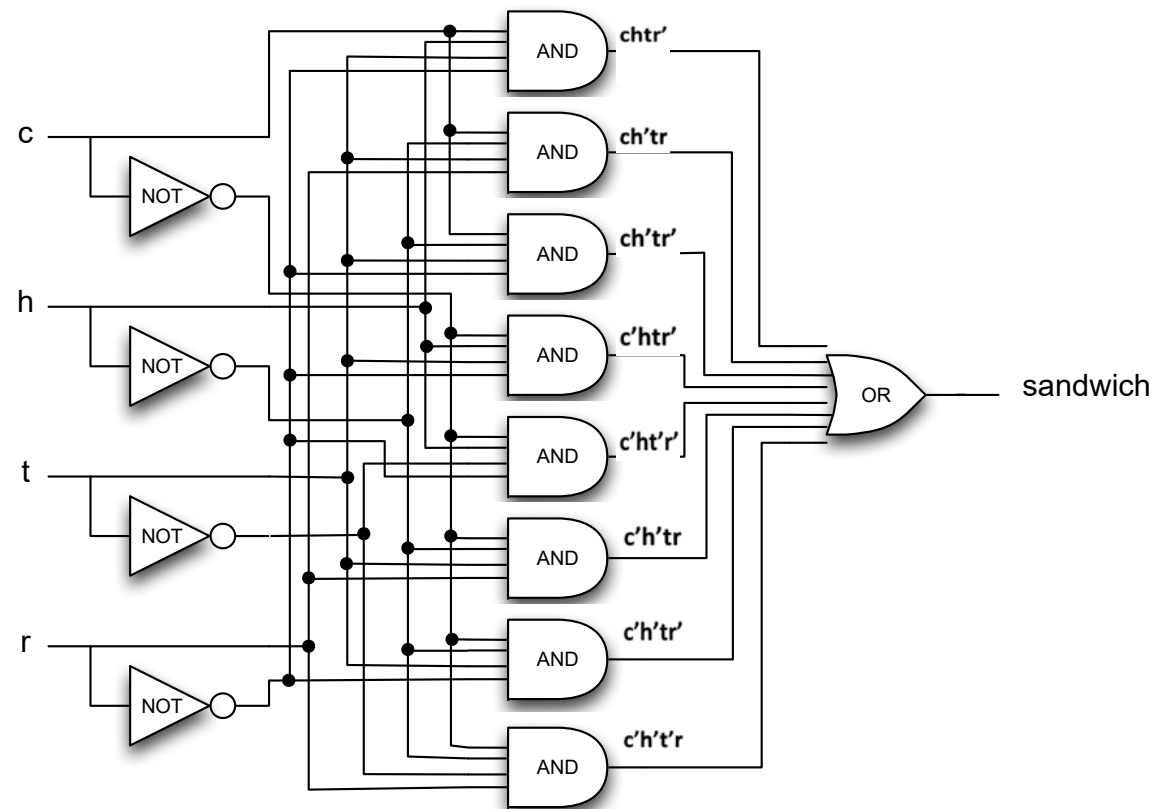 AND
chtr’
c
AND
ch’tr
NOT
AND
ch’tr’
h
AND
c’htr’
NOT
OR
sandwich
AND
c’ht’r’
t
NOT
AND
c’h’tr
r
AND
c’h’tr’
NOT
AND
c’h’t’r